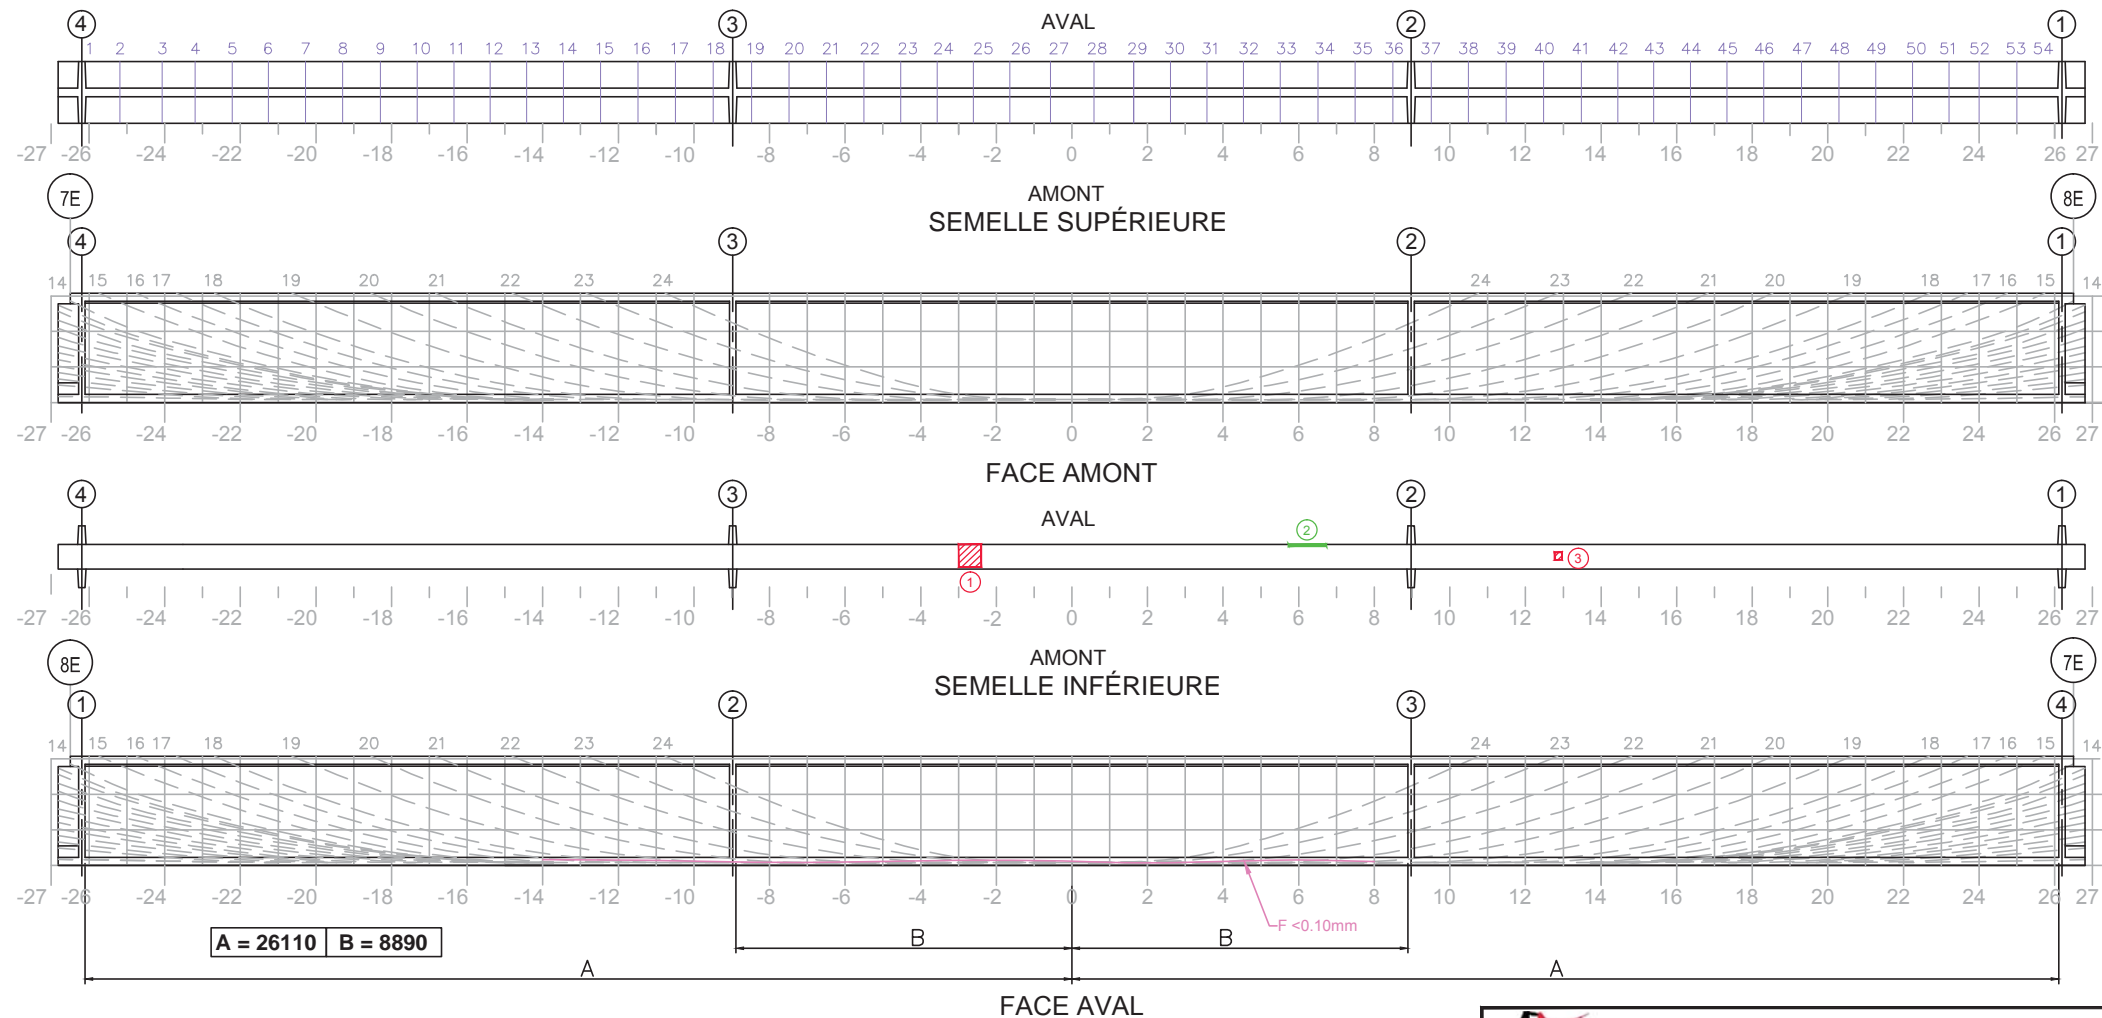 4 3 AVAL 2 1
1 2 3 4 5 6 7 8 9 10 11 12 13 14 15 16 17 18 19 20 21 22 23 24 25 26 27 28 29 30 31 32 33 34 35 36 37 38 39 40 41 42 43 44 45 46 47 48 49 50 51 52 53 54
-27 -26 -24 -22 -20 -18 -16 -14 -12 -10 -8 -6 -4 -2 0 2 4 6 8 10 12 14 16 18 20 22 24 26 27
7E AMONT 8E
SEMELLE SUPÉRIEURE
4 3 2 1
14 15 16 17 18 19 20 21 22 23 24 24 23 22 21 20 19 18 17 16 15 14
-27 -26 -24 -22 -20 -18 -16 -14 -12 -10 -8 -6 -4 -2 0 2 4 6 8 10 12 14 16 18 20 22 24 26 27
FACE AMONT
4 3 2 1
AVAL
2
3
1
-27 -26 -24 -22 -20 -18 -16 -14 -12 -10 -8 -6 -4 -2 0 2 4 6 8 10 12 14 16 18 20 22 24 26 27
8E AMONT 7E
SEMELLE INFÉRIEURE
1 2 3 4
14 15 16 17 18 19 20 21 22 23 24 24 23 22 21 20 19 18 17 16 15 14
-27 -26 -24 -22 -20 -18 -16 -14 -12 -10 -8 -6 -4 -2 0 2 4 6 8 10 12 14 16 18 20 22 24 26 27
F <0.10mm
A = 26110 B = 8890
B B
A A
FACE AVAL